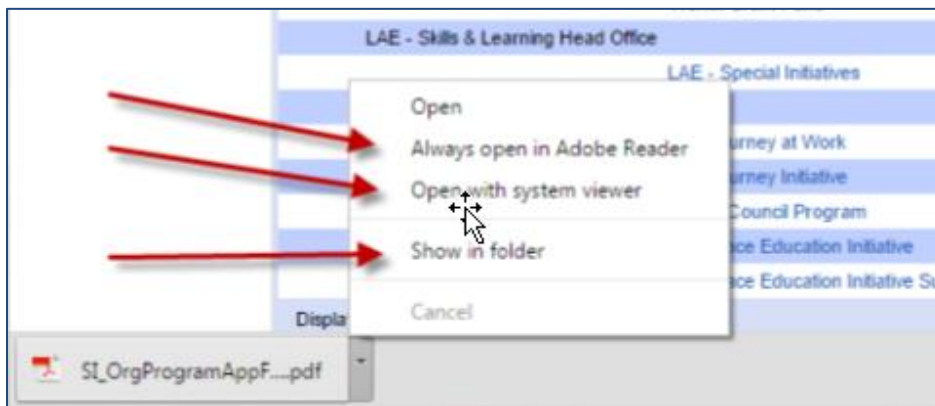 LAE - Skills & Learning Head Office
LAE - Special Initiatives
Open
Always open in Adobe Reader
urney at Work
Open with system viewer
urney Initiative
Council Program
Show in folder
ce Education Initiative
ace Education Initiative Su
Cancel
Displa
SI_OrgProgramAppF....pdf